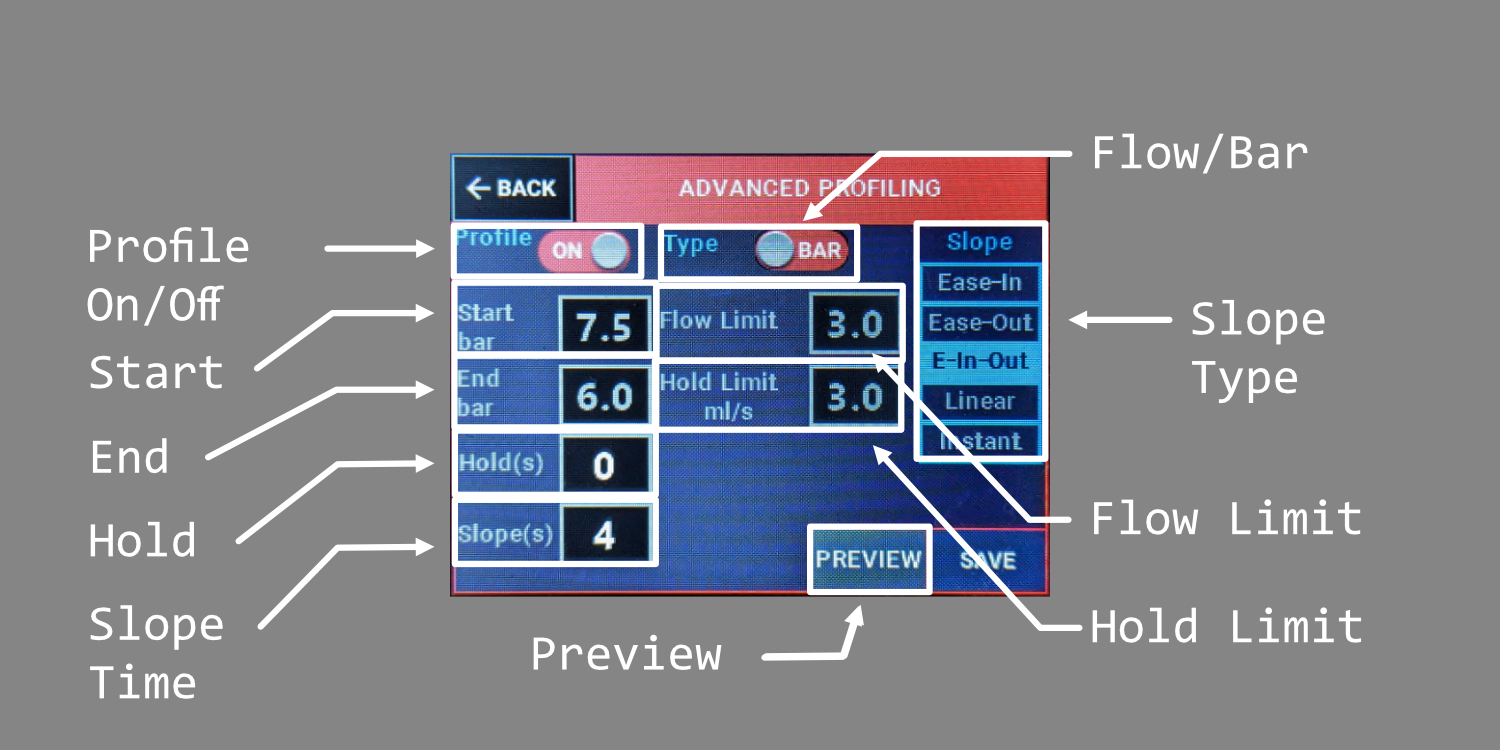 Flow/Bar
← BACK
ADVANCED PROFILING
Profile
On/Off
Profile ON
Type BAR
Slope
Ease-In
Ease-Out
E-In-Out
Linear
Instant
Start
bar
7.5
Flow Limit
3.0
Slope
Type
Start
End
bar
6.0
Hold Limit
ml/s
3.0
End
Hold(s)
0
Hold
Slope(s)
4
Flow Limit
PREVIEW
SAVE
Slope
Time
Preview
Hold Limit